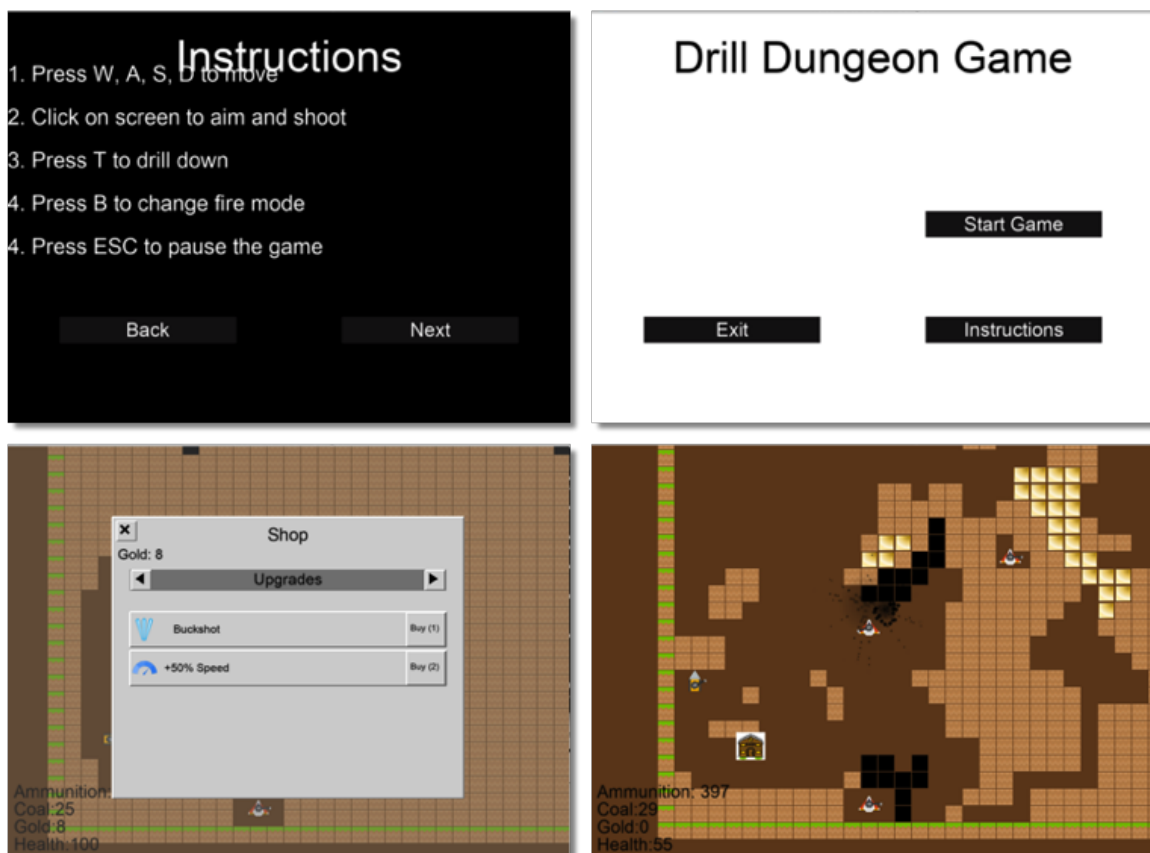 Instructions
1. Press W, A, S, D to move
2. Click on screen to aim and shoot
3. Press T to drill down
4. Press B to change fire mode
4. Press ESC to pause the game
Back
Next
Drill Dungeon Game
Start Game
Exit
Instructions
Shop
Gold: 8
Upgrades
Buckshot
Buy (1)
+50% Speed
Buy (2)
Ammunition:
Coal:25
Gold:8
Health:100
Ammunition: 397
Coal:29
Gold:0
Health:55